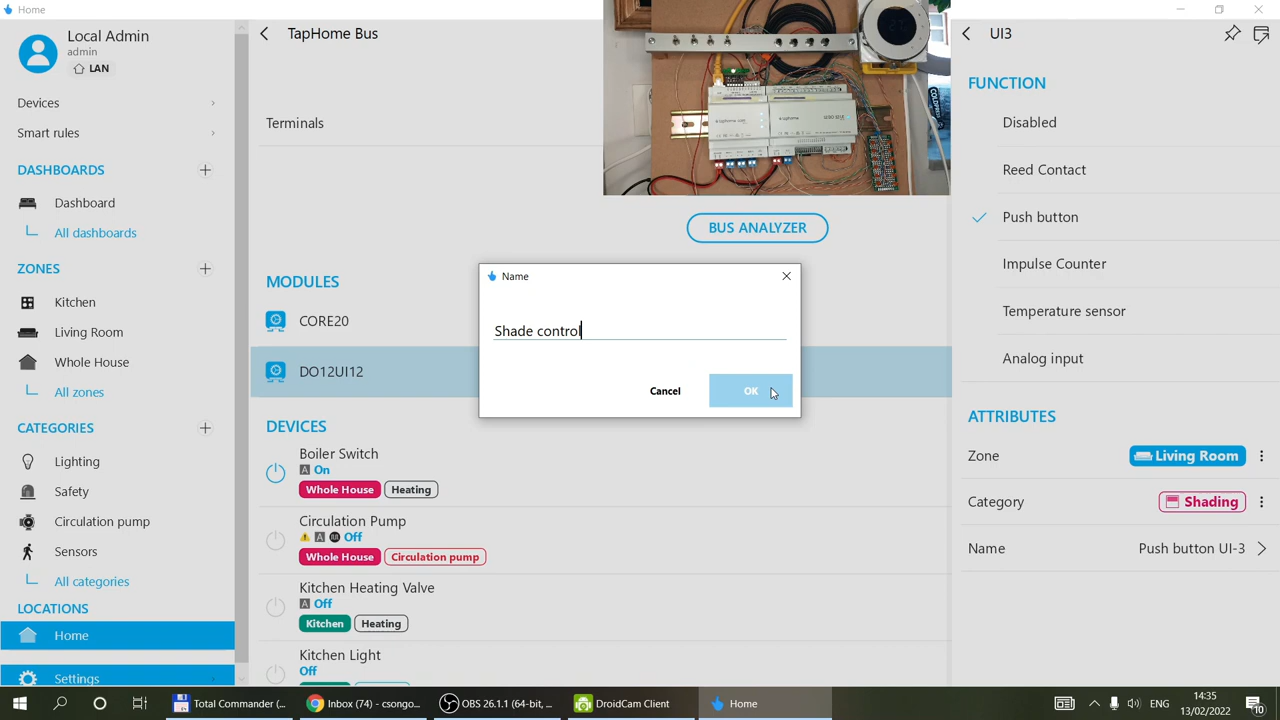 Home
Local Admin
admin
LAN
Devices
Smart rules
DASHBOARDS
Dashboard
All dashboards
ZONES
Kitchen
Living Room
Whole House
All zones
CATEGORIES
Lighting
Safety
Circulation pump
Sensors
All categories
LOCATIONS
Home
Settings
TapHome Bus
Terminals
BUS ANALYZER
MODULES
CORE20
DO12UI12
DEVICES
Boiler Switch
A On
Whole House Heating
Circulation Pump
A Off
Whole House Circulation pump
Kitchen Heating Valve
A Off
Kitchen Heating
Kitchen Light
Off
Name
Shade control
Cancel OK
UI3
FUNCTION
Disabled
Reed Contact
Push button
Impulse Counter
Temperature sensor
Analog input
ATTRIBUTES
Zone Living Room
Category Shading
Name Push button UI-3
Total Commander (...
Inbox (74) - csongo...
OBS 26.1.1 (64-bit, ...
DroidCam Client
Home
ENG
14:35
13/02/2022